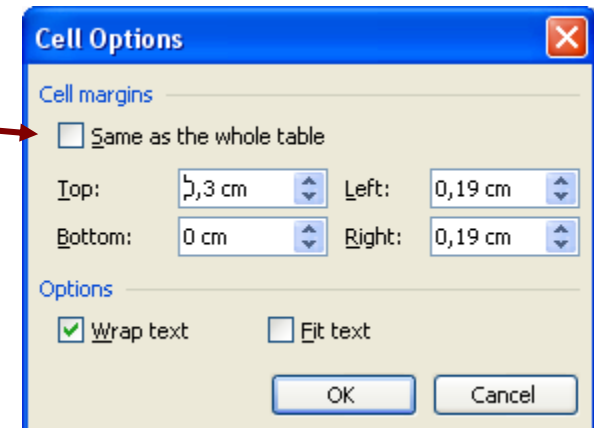 Cell Options
Cell margins
Same as the whole table
Top: 0,3 cm Left: 0,19 cm
Bottom: 0 cm Right: 0,19 cm
Options
Wrap text Fit text
OK Cancel